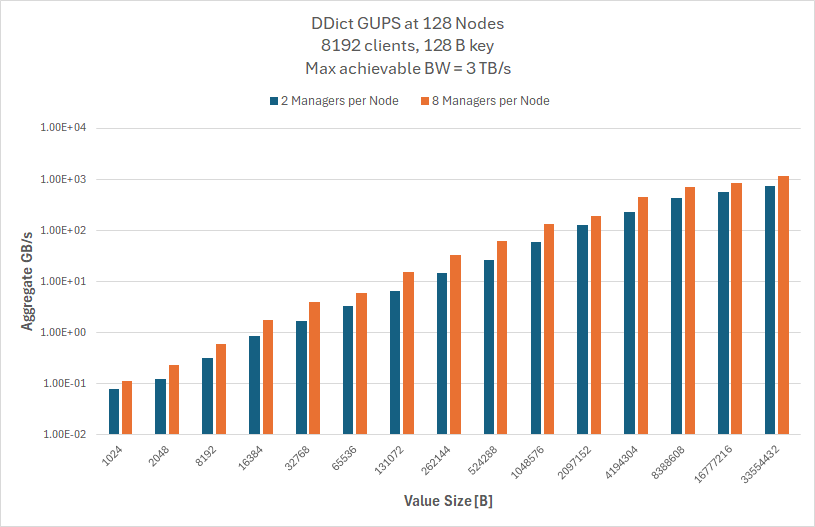 DDict GUPS at 128 Nodes
8192 clients, 128 B key
Max achievable BW = 3 TB/s
2 Managers per Node 8 Managers per Node
1.00E+04
1.00E+03
1.00E+02
1.00E+01
1.00E+00
1.00E-01
1.00E-02
Aggregate GB/s
1024 2048 8192 16384 32768 65536 131072 262144 524288 1048576 2097152 4194304 8388608 16777216 33554432
Value Size [B]